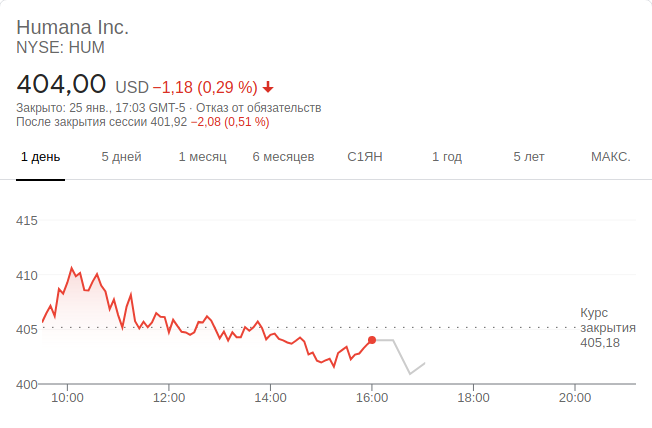 Humana Inc.
NYSE: HUM
404,00 USD −1,18 (0,29 %)
Закрыто: 25 янв., 17:03 GMT-5 · Отказ от обязательств
После закрытия сессии 401,92 −2,08 (0,51 %)
1 день 5 дней 1 месяц 6 месяцев С1ЯН 1 год 5 лет МАКС.
415
410
405
400
Курс
закрытия
405,18
10:00 12:00 14:00 16:00 18:00 20:00